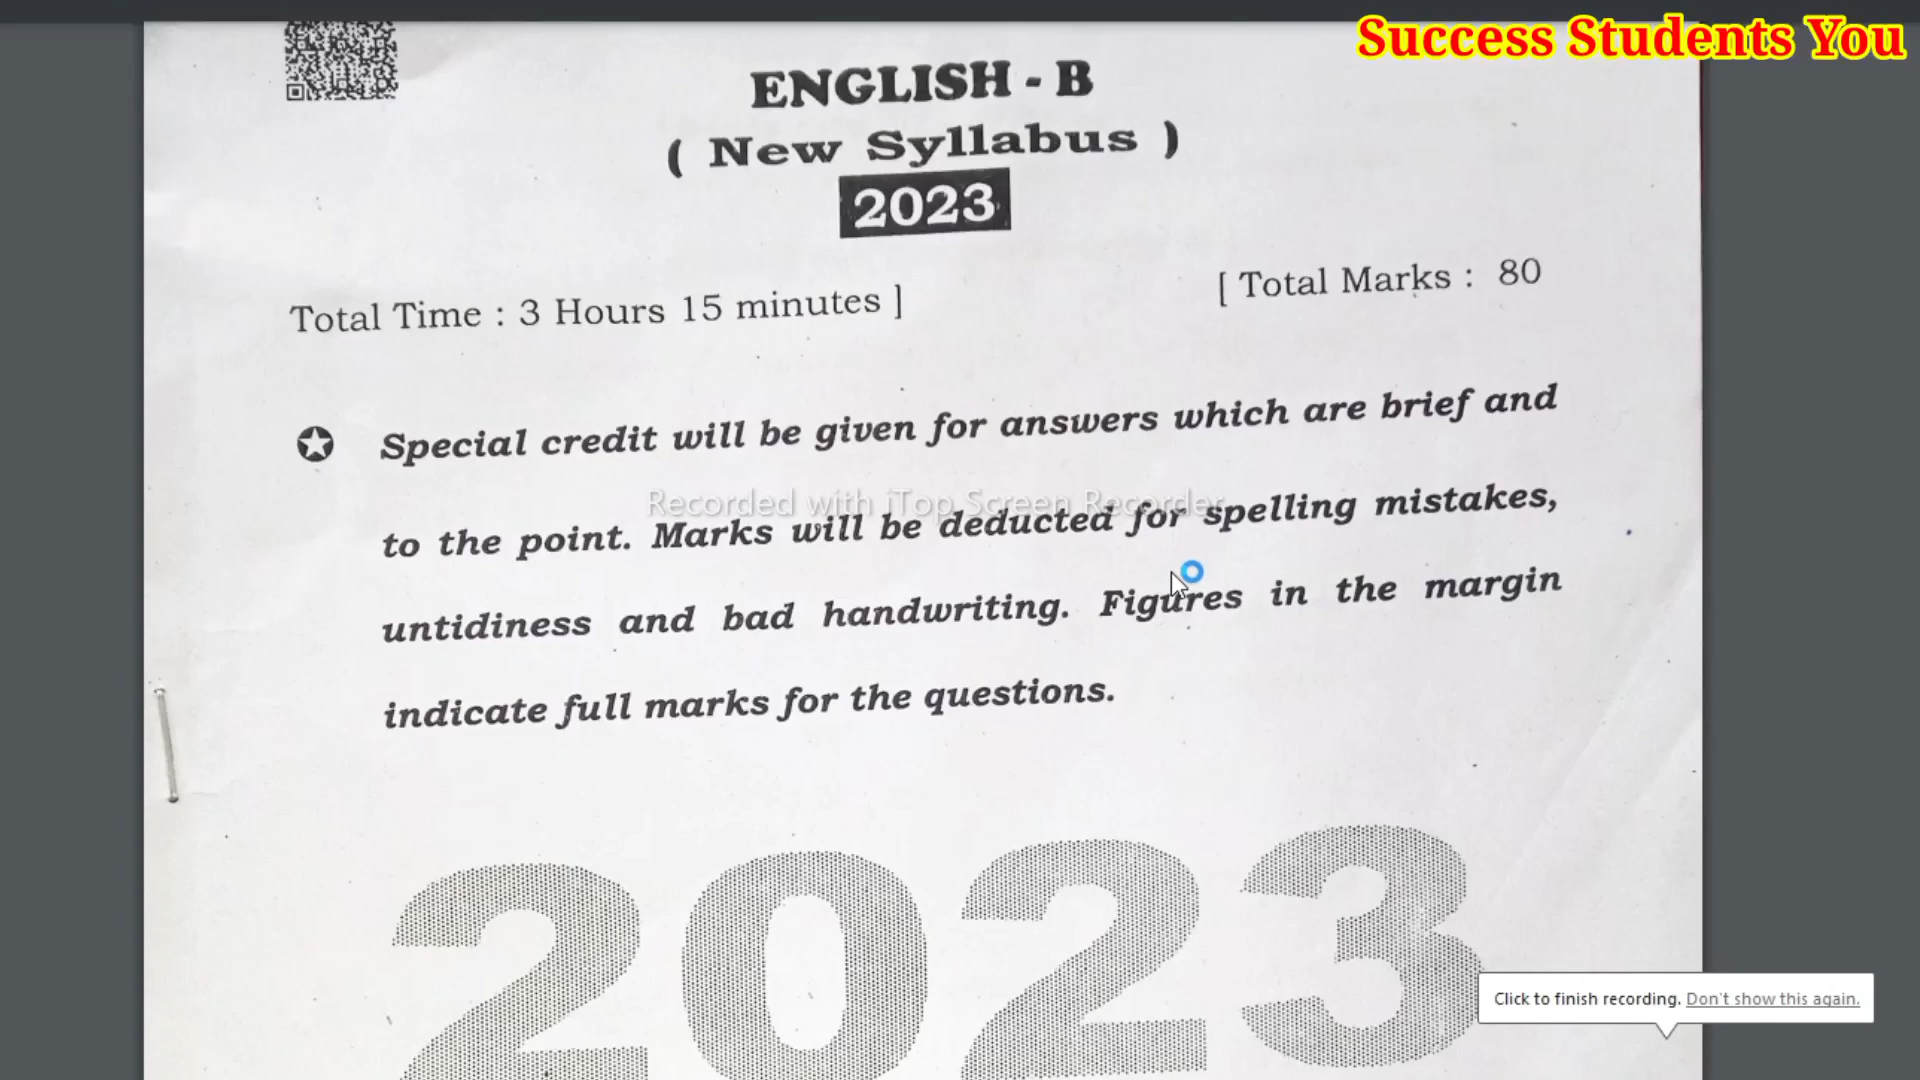 Success Students You
ENGLISH - B
( New Syllabus )
2023
Total Time : 3 Hours 15 minutes ]
[ Total Marks : 80
Special credit will be given for answers which are brief and
to the point. Marks will be deducted for spelling mistakes,
Recorded with iTop Screen Recorder
untidiness and bad handwriting. Figures in the margin
indicate full marks for the questions.
2023
Click to finish recording. Don't show this again.